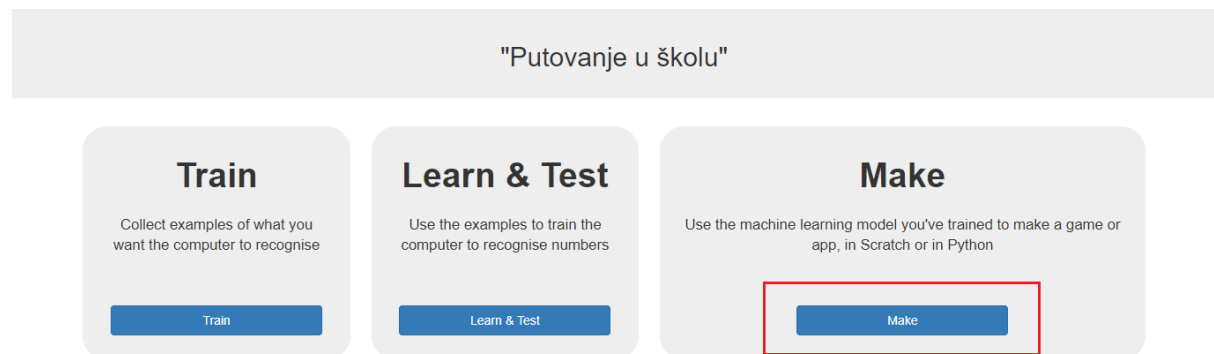 "Putovanje u školu"
Train
Collect examples of what you
want the computer to recognise
Train
Learn & Test
Use the examples to train the
computer to recognise numbers
Learn & Test
Make
Use the machine learning model you've trained to make a game or
app, in Scratch or in Python
Make